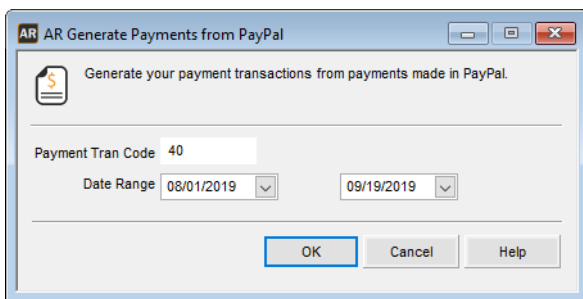 AR AR Generate Payments from PayPal
Generate your payment transactions from payments made in PayPal.
Payment Tran Code 40
Date Range 08/01/2019 09/19/2019
OK Cancel Help